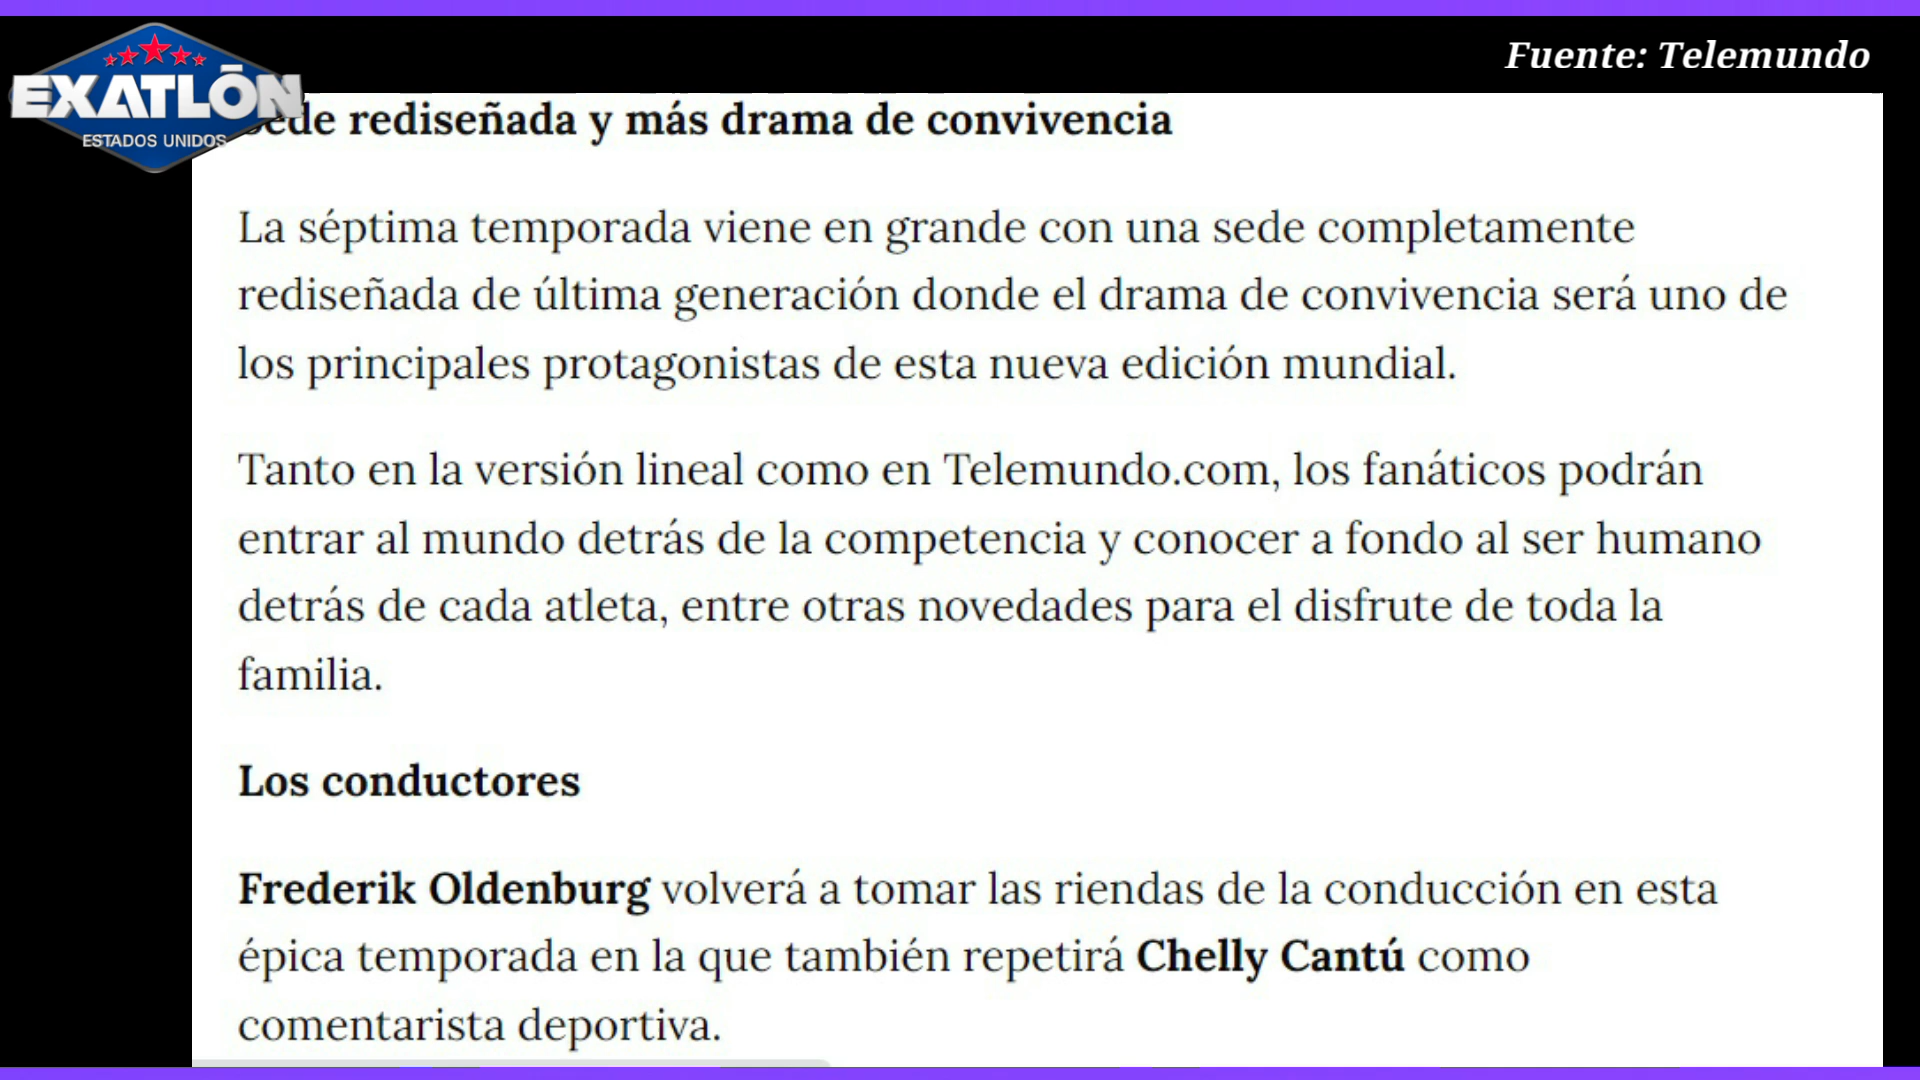 Fuente: Telemundo
EXATLÓN
ESTADOS UNIDOS
Sede rediseñada y más drama de convivencia
La séptima temporada viene en grande con una sede completamente
rediseñada de última generación donde el drama de convivencia será uno de
los principales protagonistas de esta nueva edición mundial.
Tanto en la versión lineal como en Telemundo.com, los fanáticos podrán
entrar al mundo detrás de la competencia y conocer a fondo al ser humano
detrás de cada atleta, entre otras novedades para el disfrute de toda la
familia.
Los conductores
Frederik Oldenburg volverá a tomar las riendas de la conducción en esta
épica temporada en la que también repetirá Chelly Cantú como
comentarista deportiva.